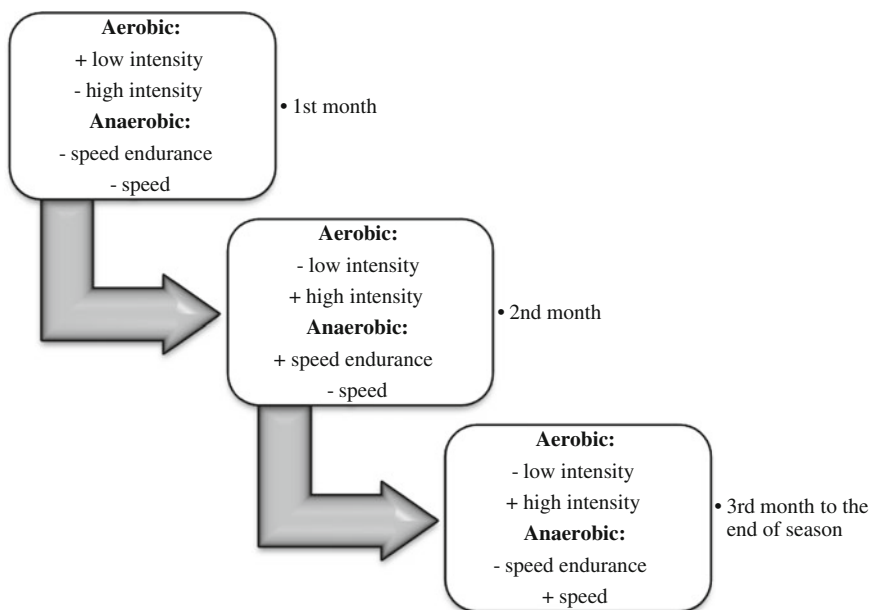 Aerobic:
+ low intensity
- high intensity
Anaerobic:
- speed endurance
- speed
• 1st month
Aerobic:
- low intensity
+ high intensity
Anaerobic:
+ speed endurance
- speed
• 2nd month
Aerobic:
- low intensity
+ high intensity
Anaerobic:
- speed endurance
+ speed
• 3rd month to the
end of season